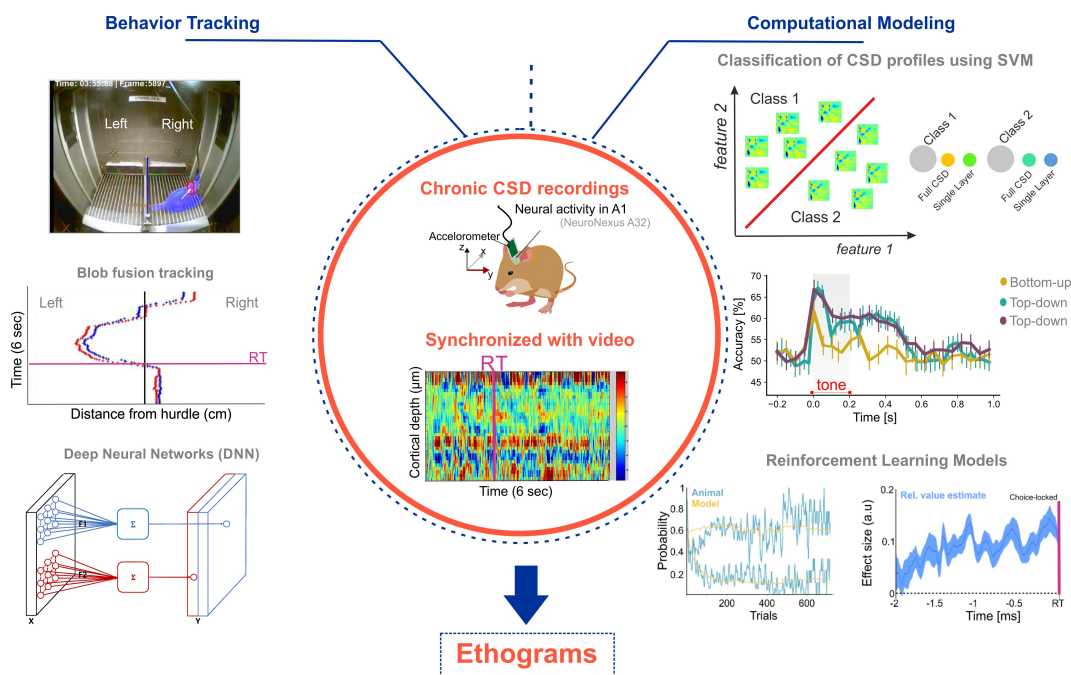 Behavior Tracking
Time: 03:55:88 | Frame:5897
Left
Right
Blob fusion tracking
Left
Right
RT
Time (6 sec)
Distance from hurdle (cm)
Deep Neural Networks (DNN)
F1
Σ
F2
Σ
X
Y
Chronic CSD recordings
Neural activity in A1
(NeuroNexus A32)
Accelorometer
z
x
y
Synchronized with video
RT
Cortical depth (μm)
Time (6 sec)
Ethograms
Computational Modeling
Classification of CSD profiles using SVM
feature 2
Class 1
Class 2
feature 1
Class 1
Full CSD
Single Layer
Class 2
Full CSD
Single Layer
Accuracy [%]
70
65
60
55
50
45
tone
−0.2
0.0
0.2
0.4
0.6
0.8
1.0
Time [s]
Bottom-up
Top-down
Top-down
Reinforcement Learning Models
Probability
1
0.8
0.6
0.4
0.2
Animal
Model
200
400
600
Trials
Effect size (a.u)
0.2
0.1
0
Rel. value estimate
Choice-locked
-2
-1.5
-1
-0.5
RT
Time [ms]